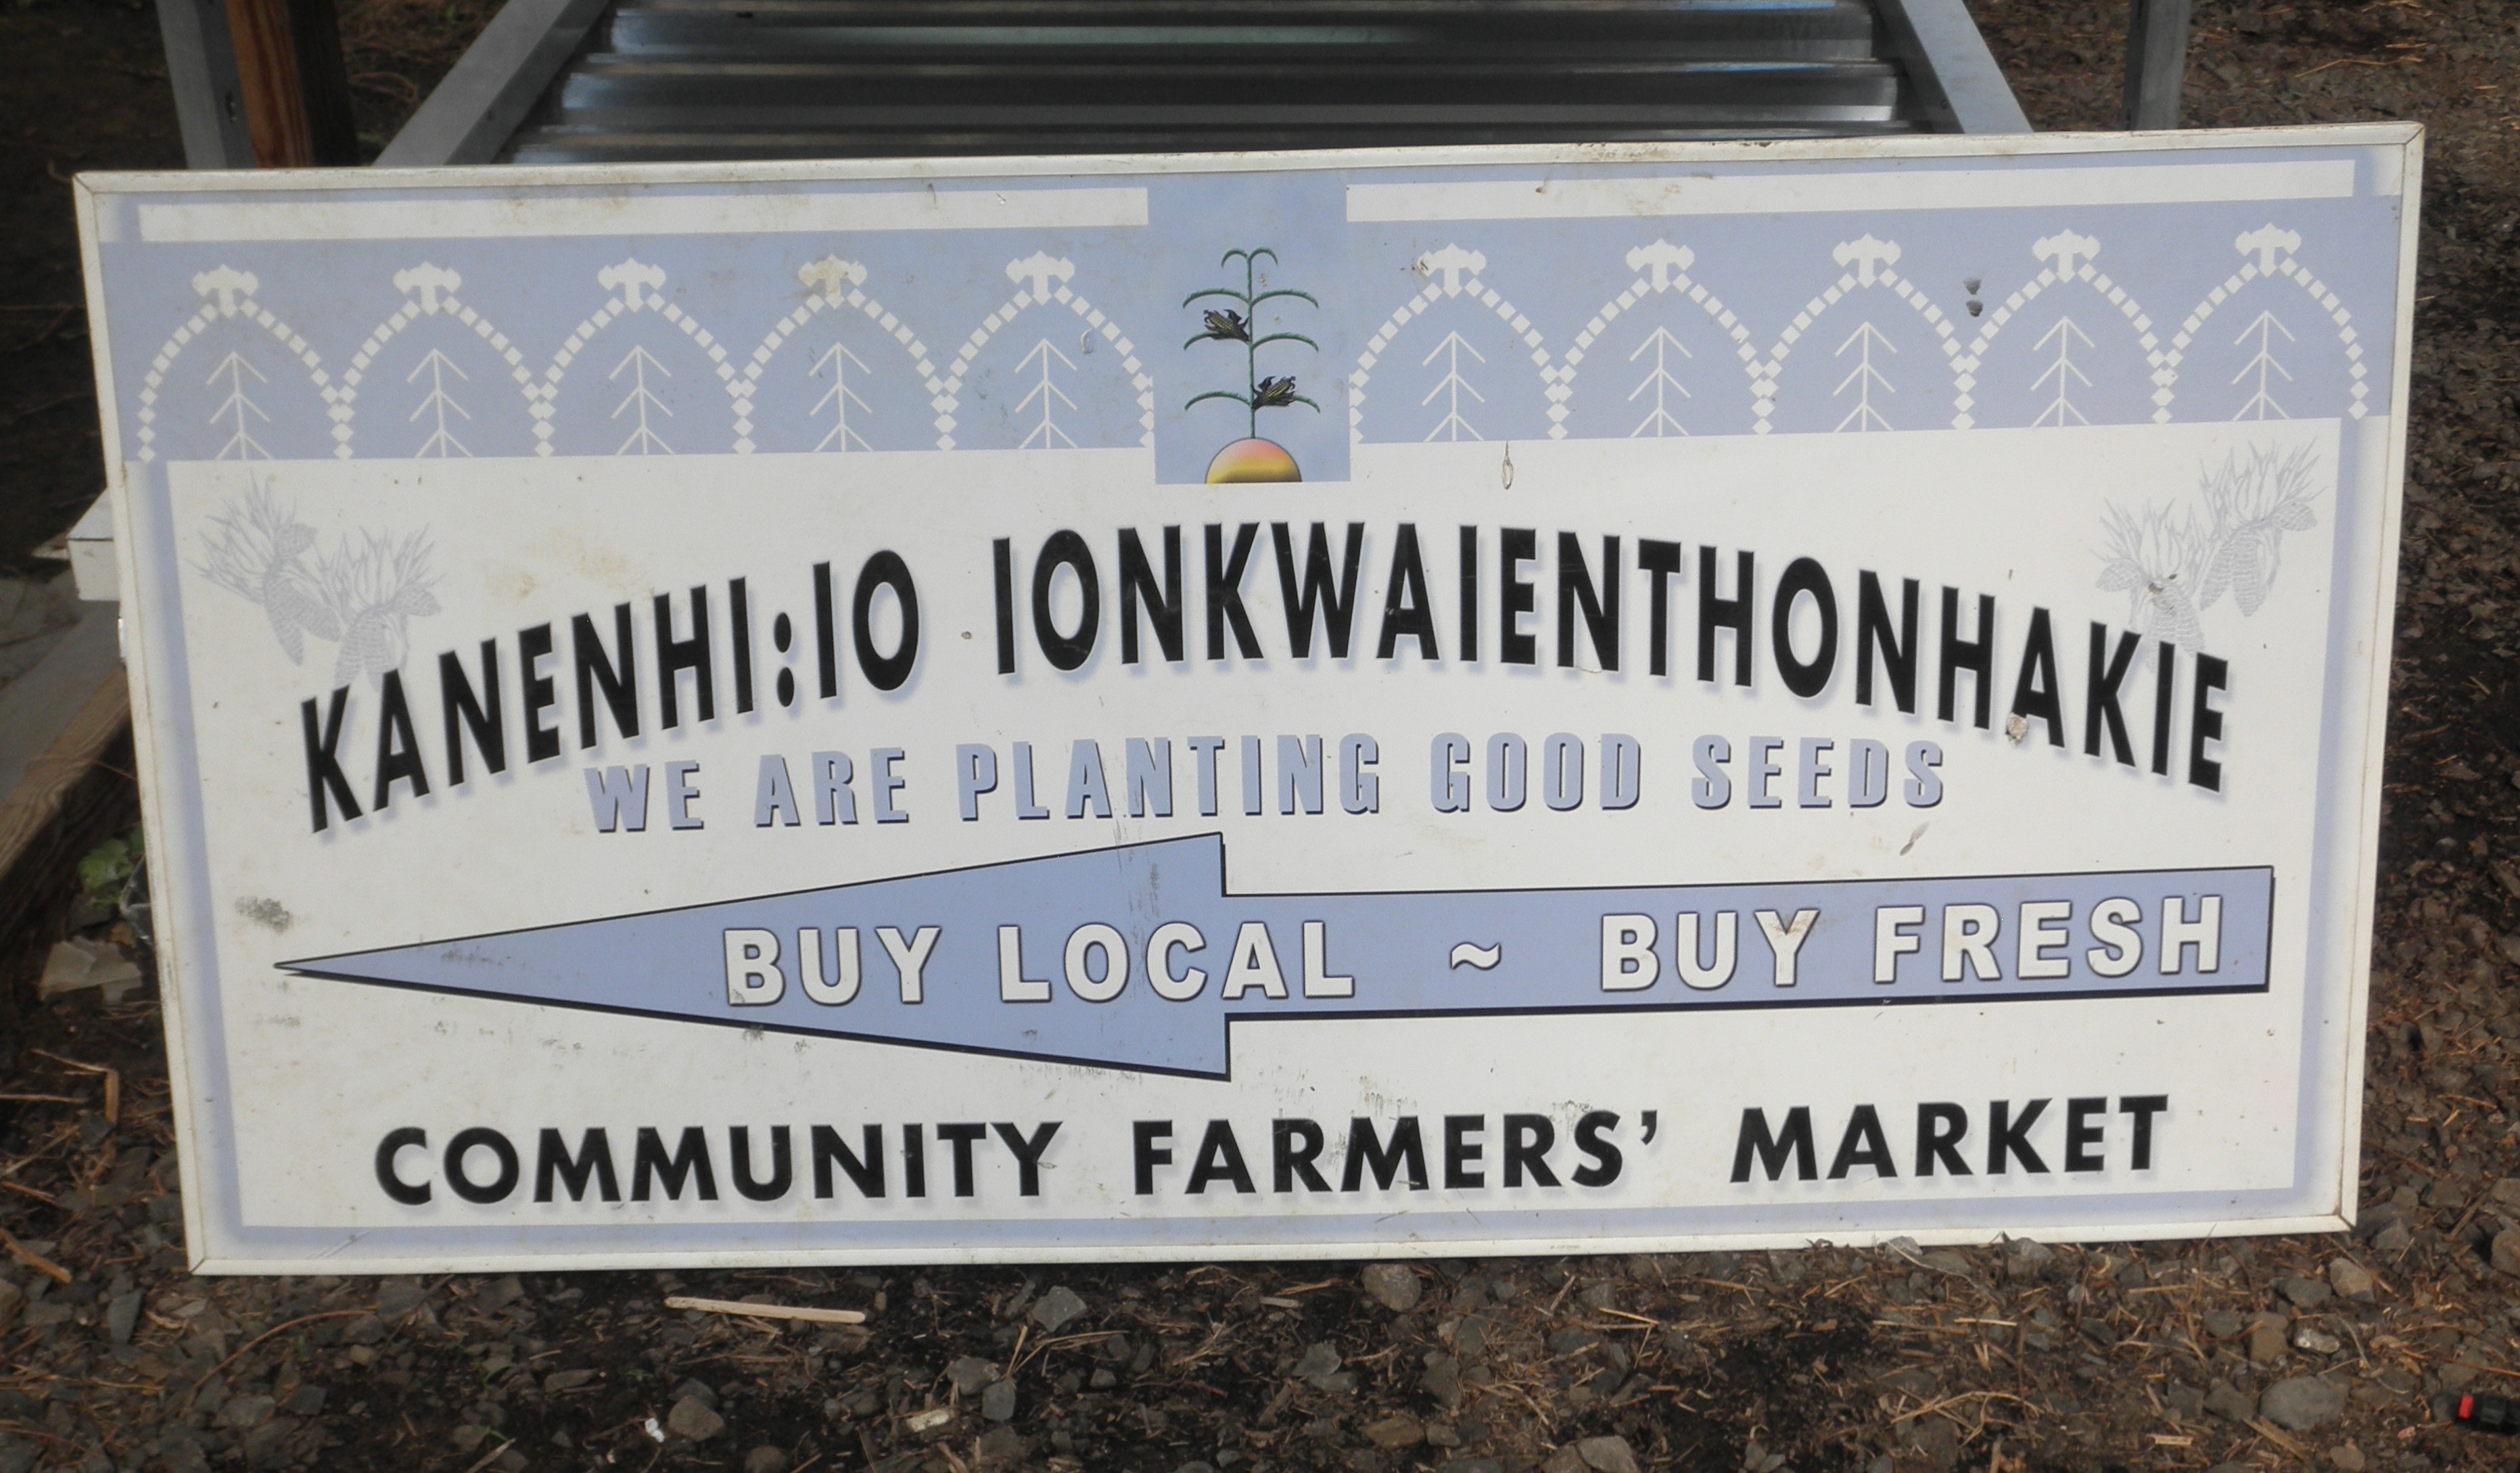 KANENHI:IO IONKWAIENTHONHAKIE
WE ARE PLANTING GOOD SEEDS
BUY LOCAL ~ BUY FRESH
COMMUNITY FARMERS' MARKET